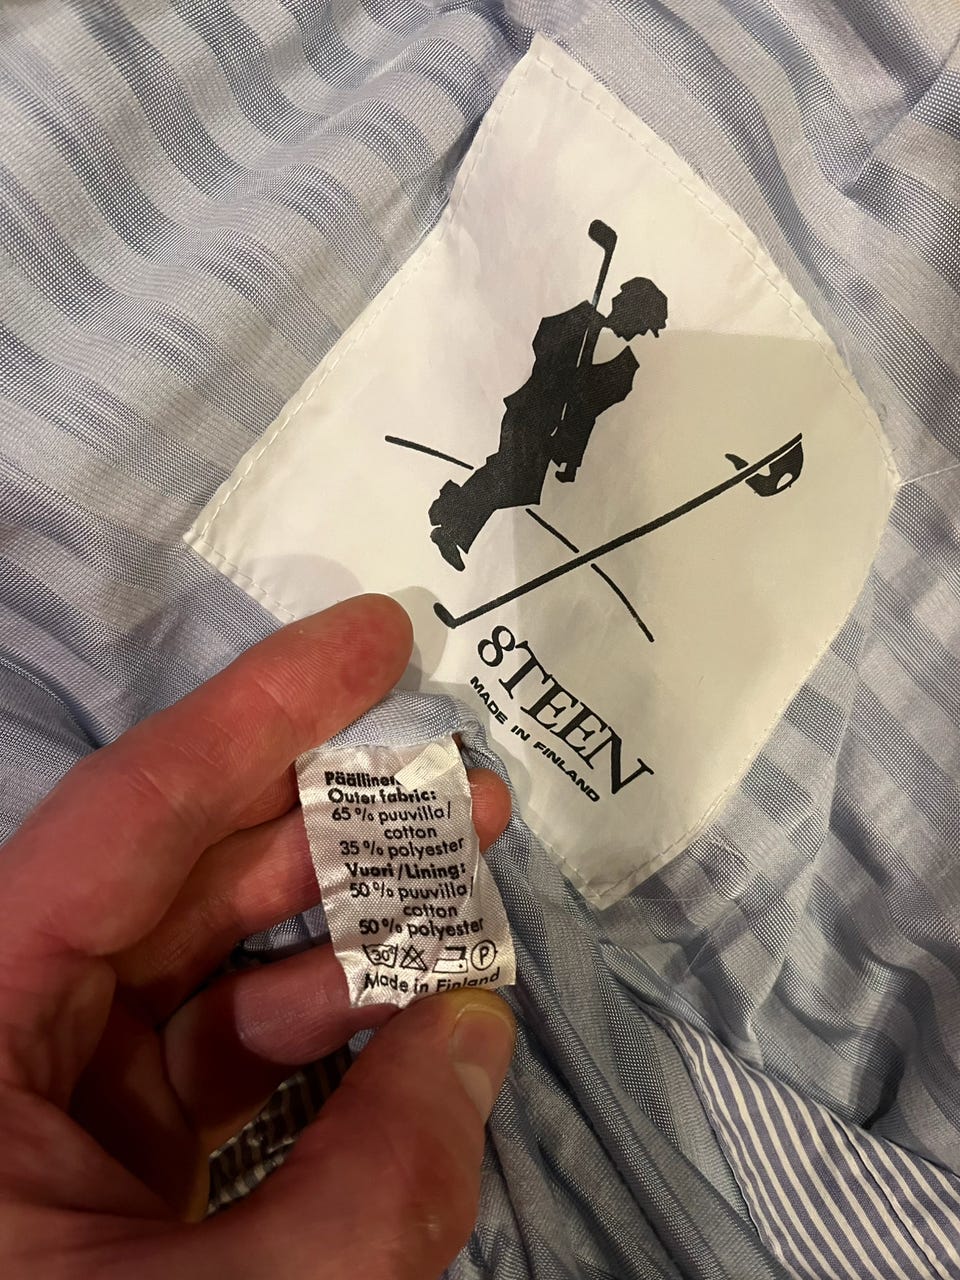 8TEEN
MADE IN FINLAND
Outer fabric:
65 % puuvilla/
cotton
35 % polyester
Vuori/Lining:
50 % puuvilla/
cotton
50 % polyester
30° P
Made in Finland